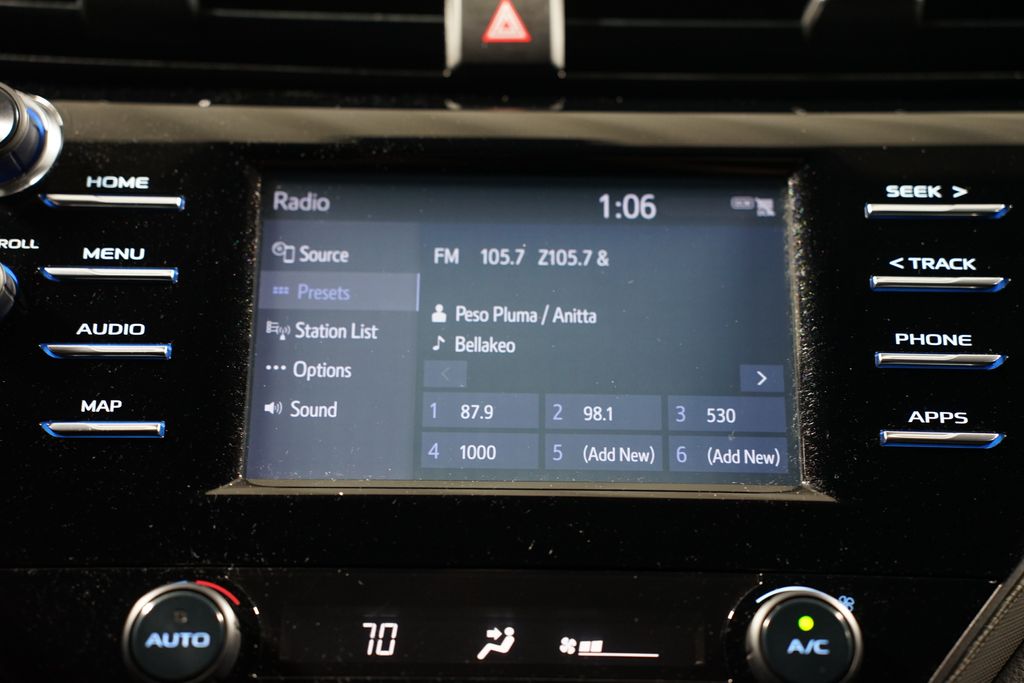 HOME
MENU
AUDIO
MAP
ROLL
Radio 1:06
Source
Presets
Station List
Options
Sound
FM 105.7 Z105.7 &
Peso Pluma / Anitta
Bellakeo
< >
1 87.9 2 98.1 3 530
4 1000 5 (Add New) 6 (Add New)
SEEK >
< TRACK
PHONE
APPS
AUTO
70
A/C